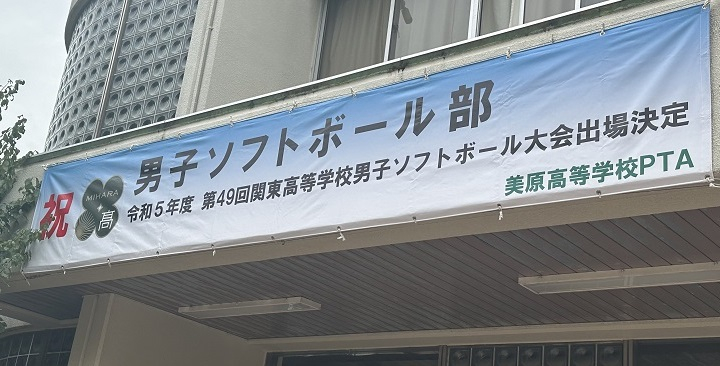 祝
MIHARA
高
男子ソフトボール部
令和5年度 第49回関東高等学校男子ソフトボール大会出場決定
美原高等学校PTA